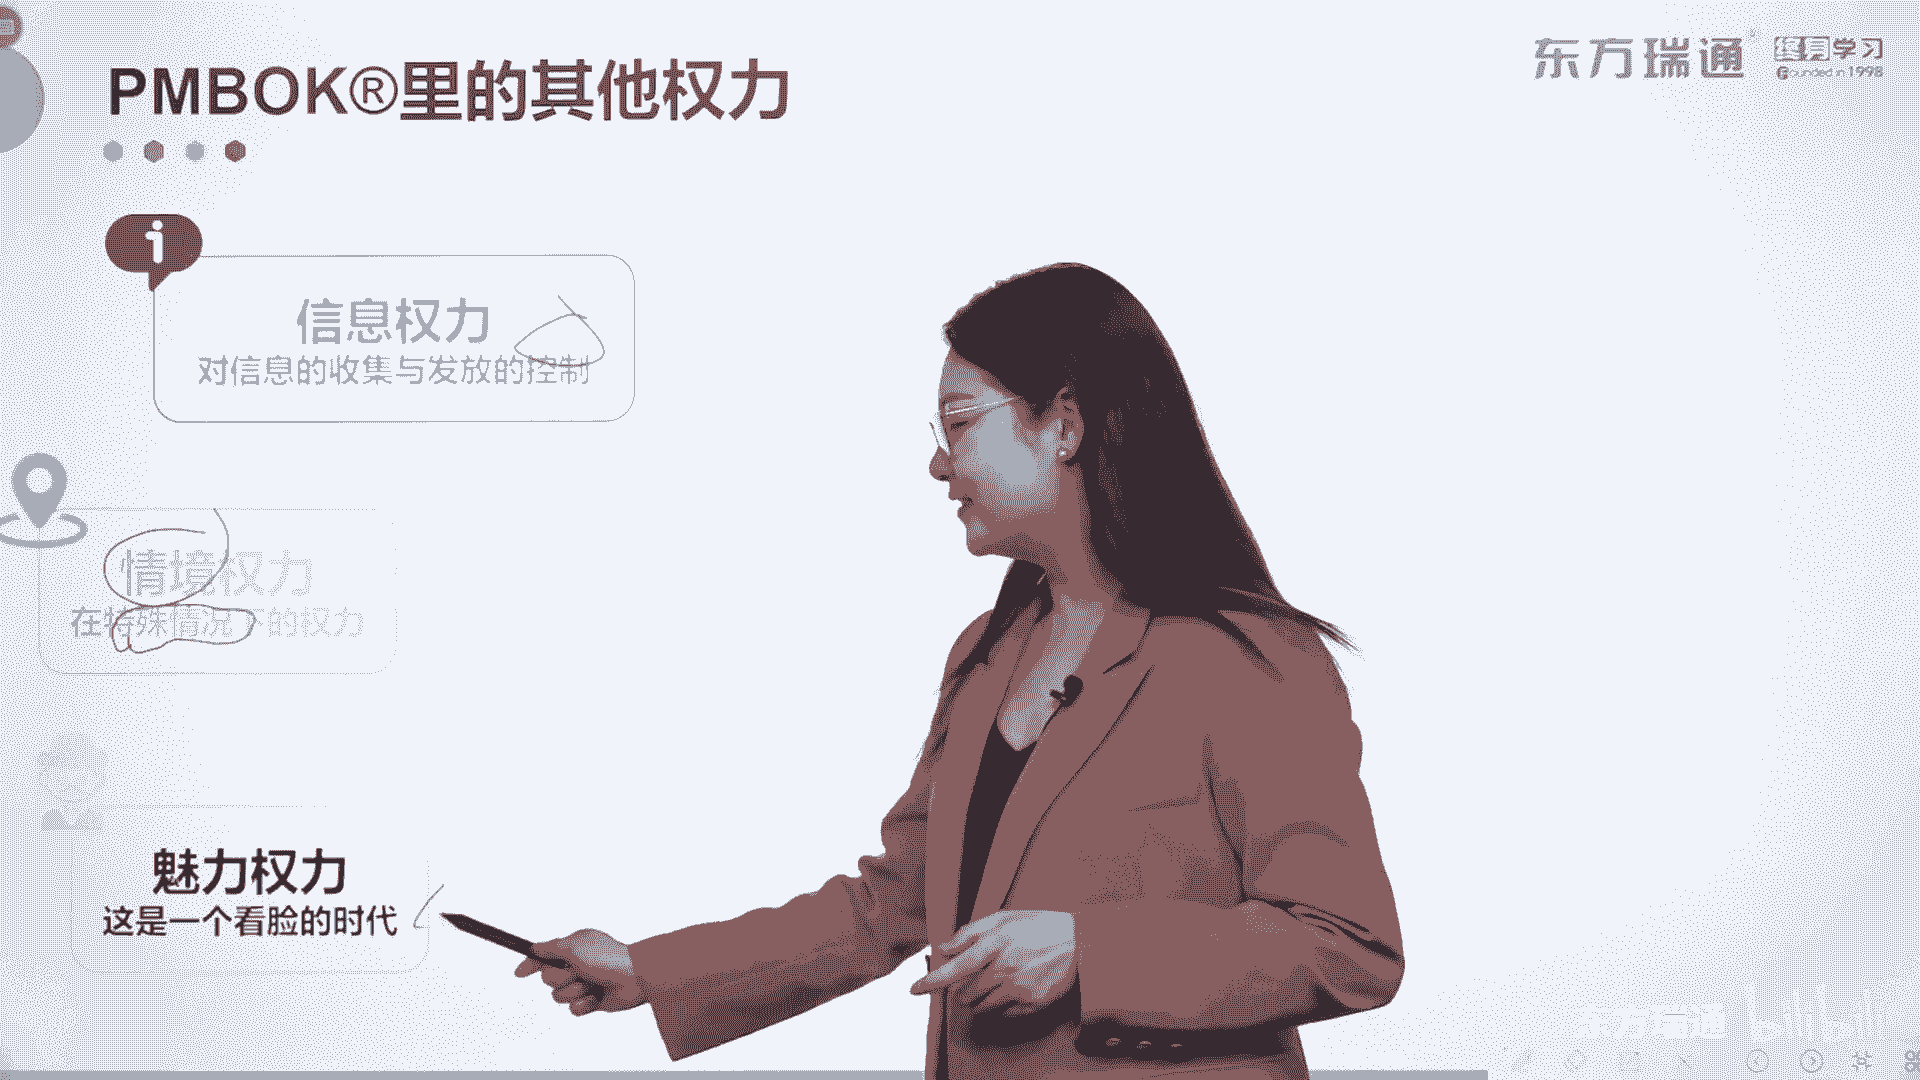 PMBOK®里的其他权力
东方瑞通
终身学习
Founded in 1998
信息权力
对信息的收集与发放的控制
情境权力
在特殊情况下的权力
魅力权力
这是一个看脸的时代
东方瑞通 bilibili